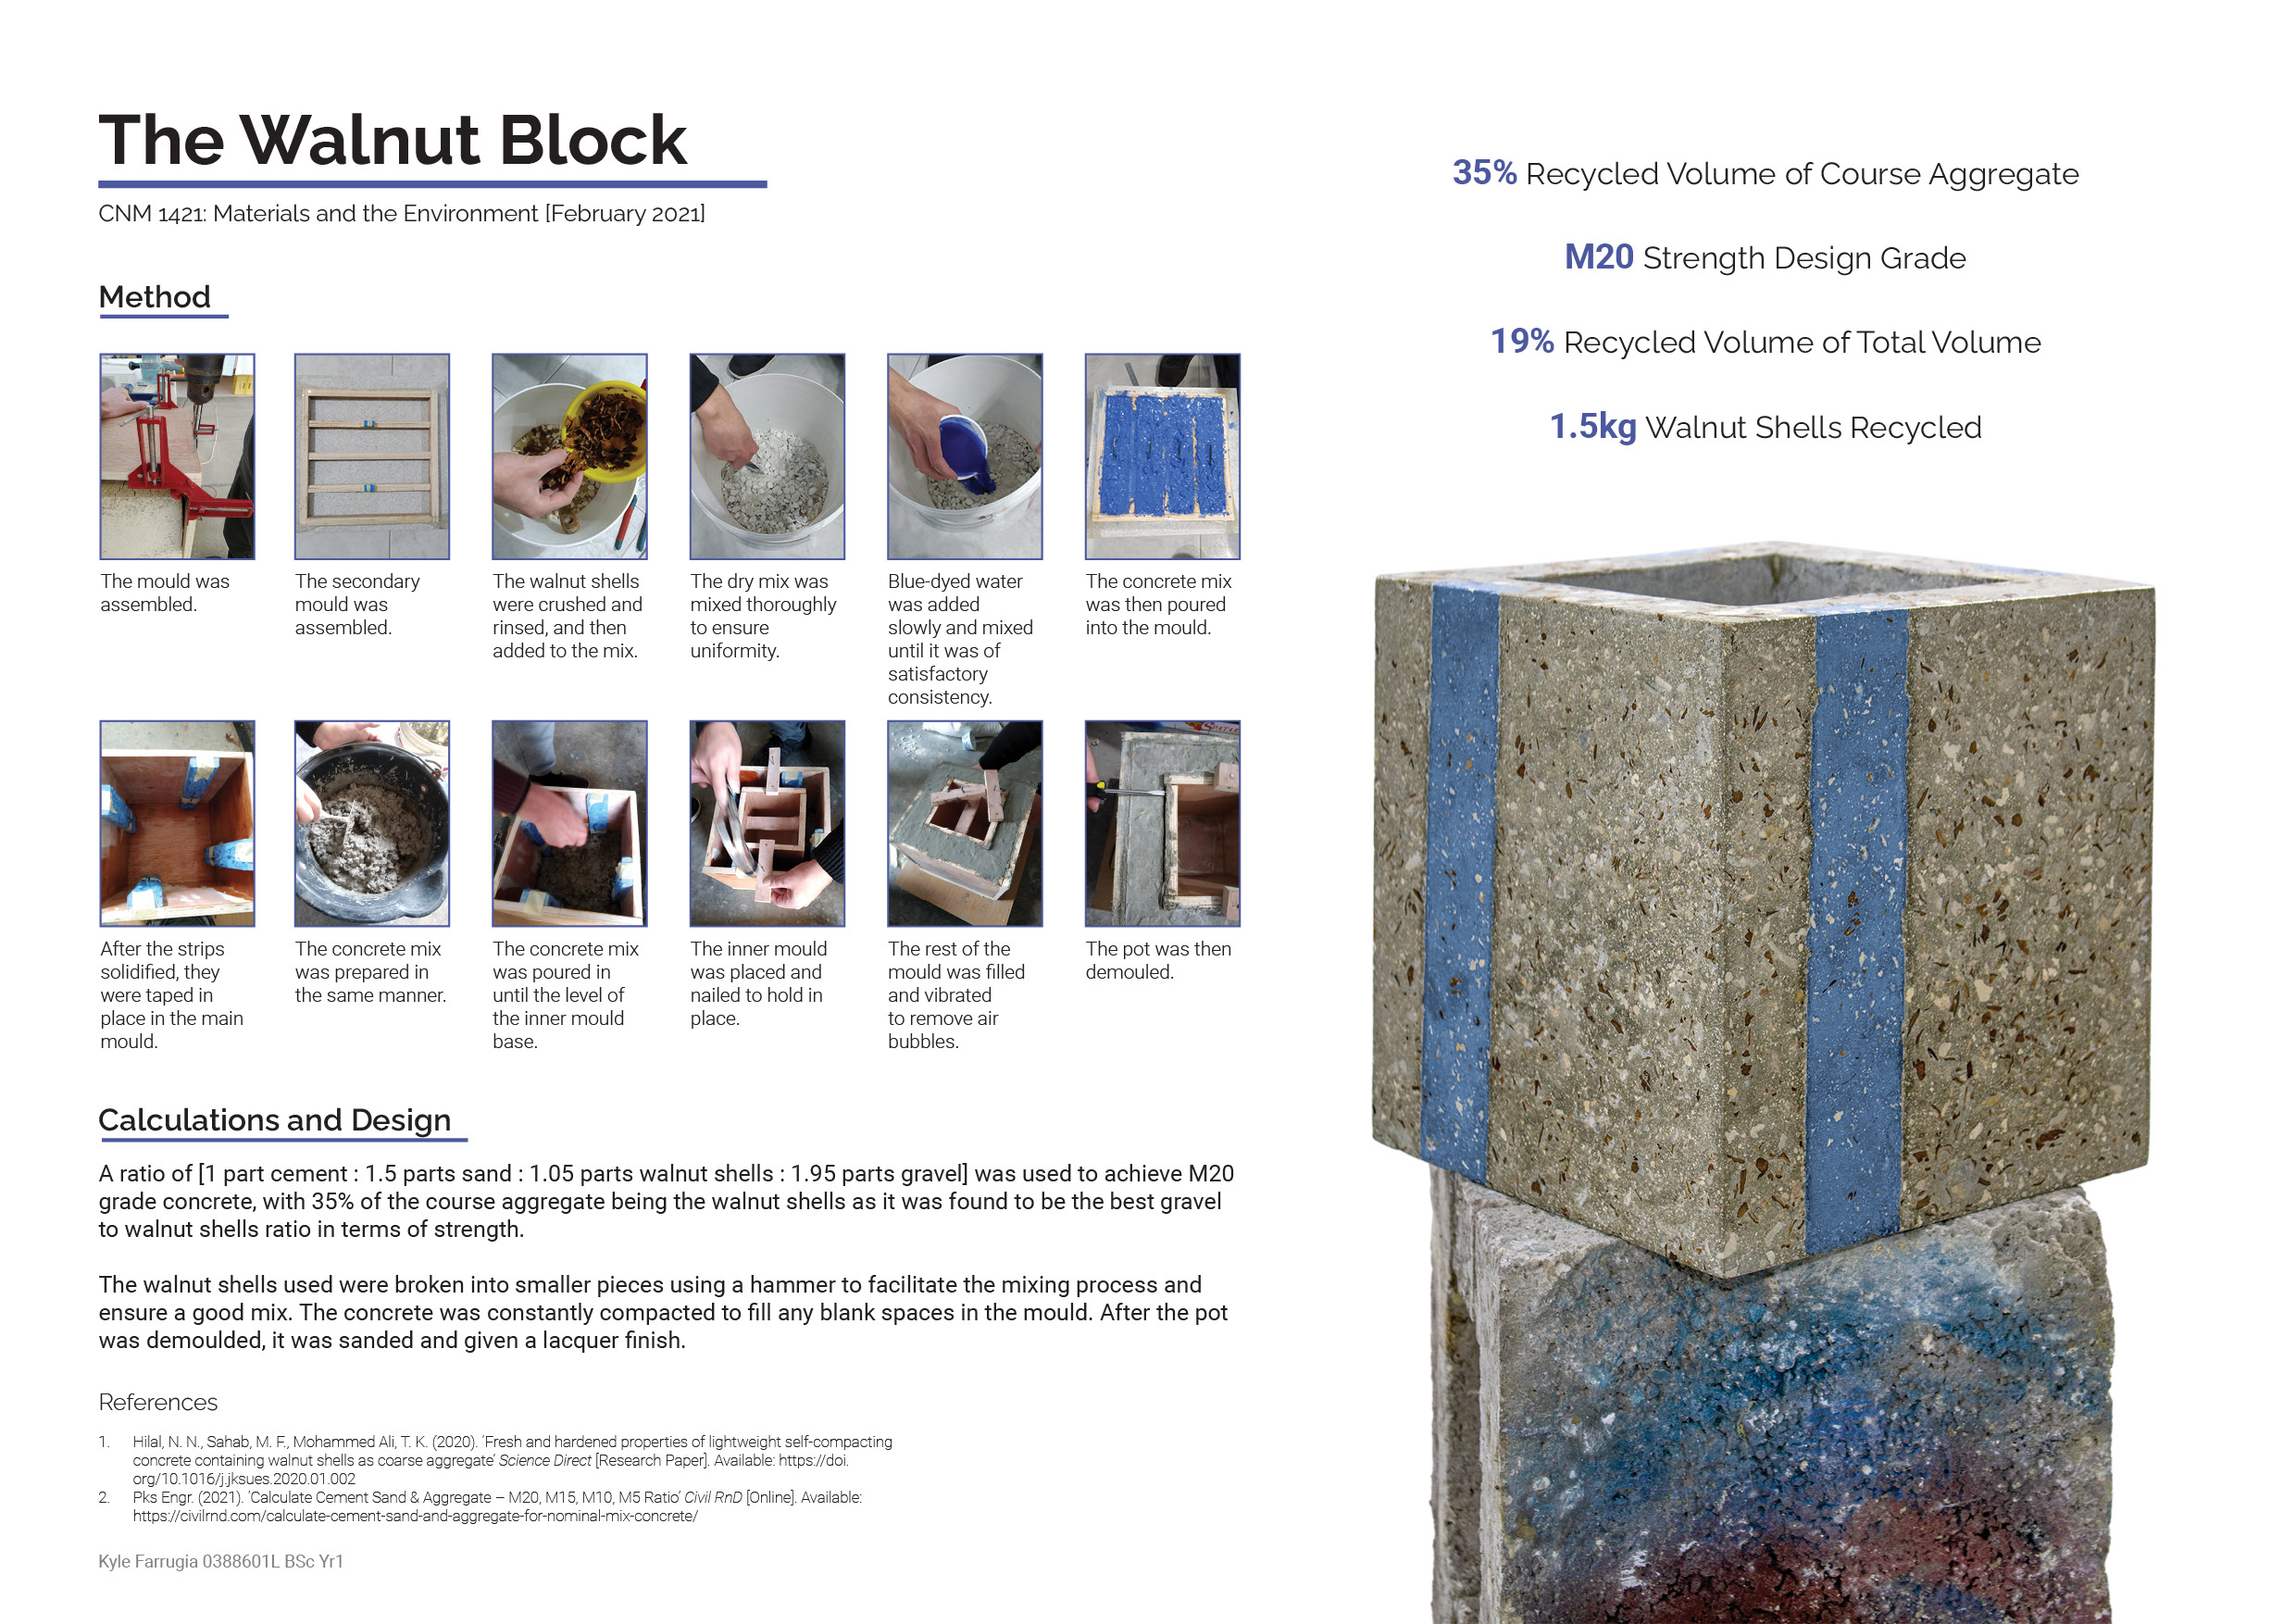 The Walnut Block
CNM 1421: Materials and the Environment [February 2021]
Method
The mould was
assembled.
The secondary
mould was
assembled.
The walnut shells
were crushed and
rinsed, and then
added to the mix.
The dry mix was
mixed thoroughly
to ensure
uniformity.
Blue-dyed water
was added
slowly and mixed
until it was of
satisfactory
consistency.
The concrete mix
was then poured
into the mould.
After the strips
solidified, they
were taped in
place in the main
mould.
The concrete mix
was prepared in
the same manner.
The concrete mix
was poured in
until the level of
the inner mould
base.
The inner mould
was placed and
nailed to hold in
place.
The rest of the
mould was filled
and vibrated
to remove air
bubbles.
The pot was then
demouled.
Calculations and Design
A ratio of [1 part cement : 1.5 parts sand : 1.05 parts walnut shells : 1.95 parts gravel] was used to achieve M20
grade concrete, with 35% of the course aggregate being the walnut shells as it was found to be the best gravel
to walnut shells ratio in terms of strength.
The walnut shells used were broken into smaller pieces using a hammer to facilitate the mixing process and
ensure a good mix. The concrete was constantly compacted to fill any blank spaces in the mould. After the pot
was demoulded, it was sanded and given a lacquer finish.
References
1. Hilal, N. N., Sahab, M. F., Mohammed Ali, T. K. (2020). ‘Fresh and hardened properties of lightweight self-compacting
concrete containing walnut shells as coarse aggregate’ Science Direct [Research Paper]. Available: https://doi.
org/10.1016/j.jksues.2020.01.002
2. Pks Engr. (2021). ‘Calculate Cement Sand & Aggregate – M20, M15, M10, M5 Ratio’ Civil RnD [Online]. Available:
https://civilrnd.com/calculate-cement-sand-and-aggregate-for-nominal-mix-concrete/
Kyle Farrugia 0388601L BSc Yr1
35% Recycled Volume of Course Aggregate
M20 Strength Design Grade
19% Recycled Volume of Total Volume
1.5kg Walnut Shells Recycled